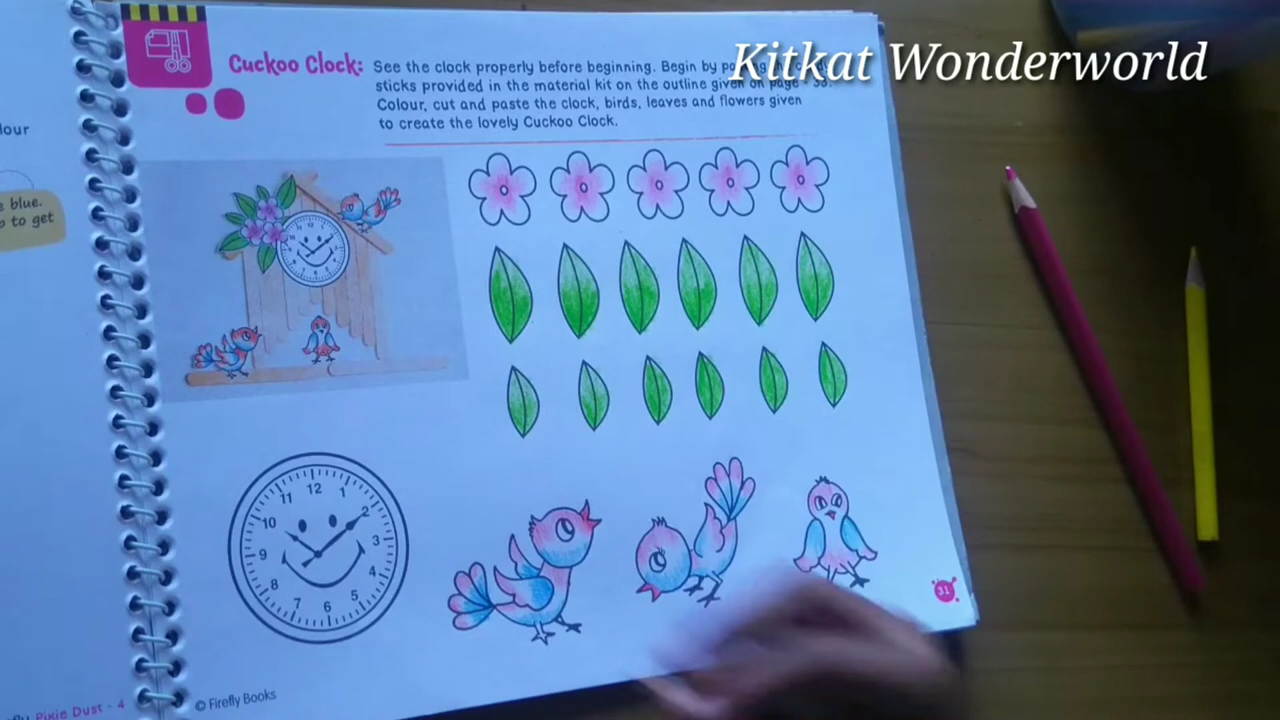 Kitkat Wonderworld
Cuckoo Clock: See the clock properly before beginning. Begin by
sticks provided in the material kit on the outline given on page - 33.
Colour, cut and paste the clock, birds, leaves and flowers given
to create the lovely Cuckoo Clock.
lour
e blue.
to get
12
11 1
10 2
9 3
8 4
7 5
6
31
© Firefly Books
Pixie Dust - 4